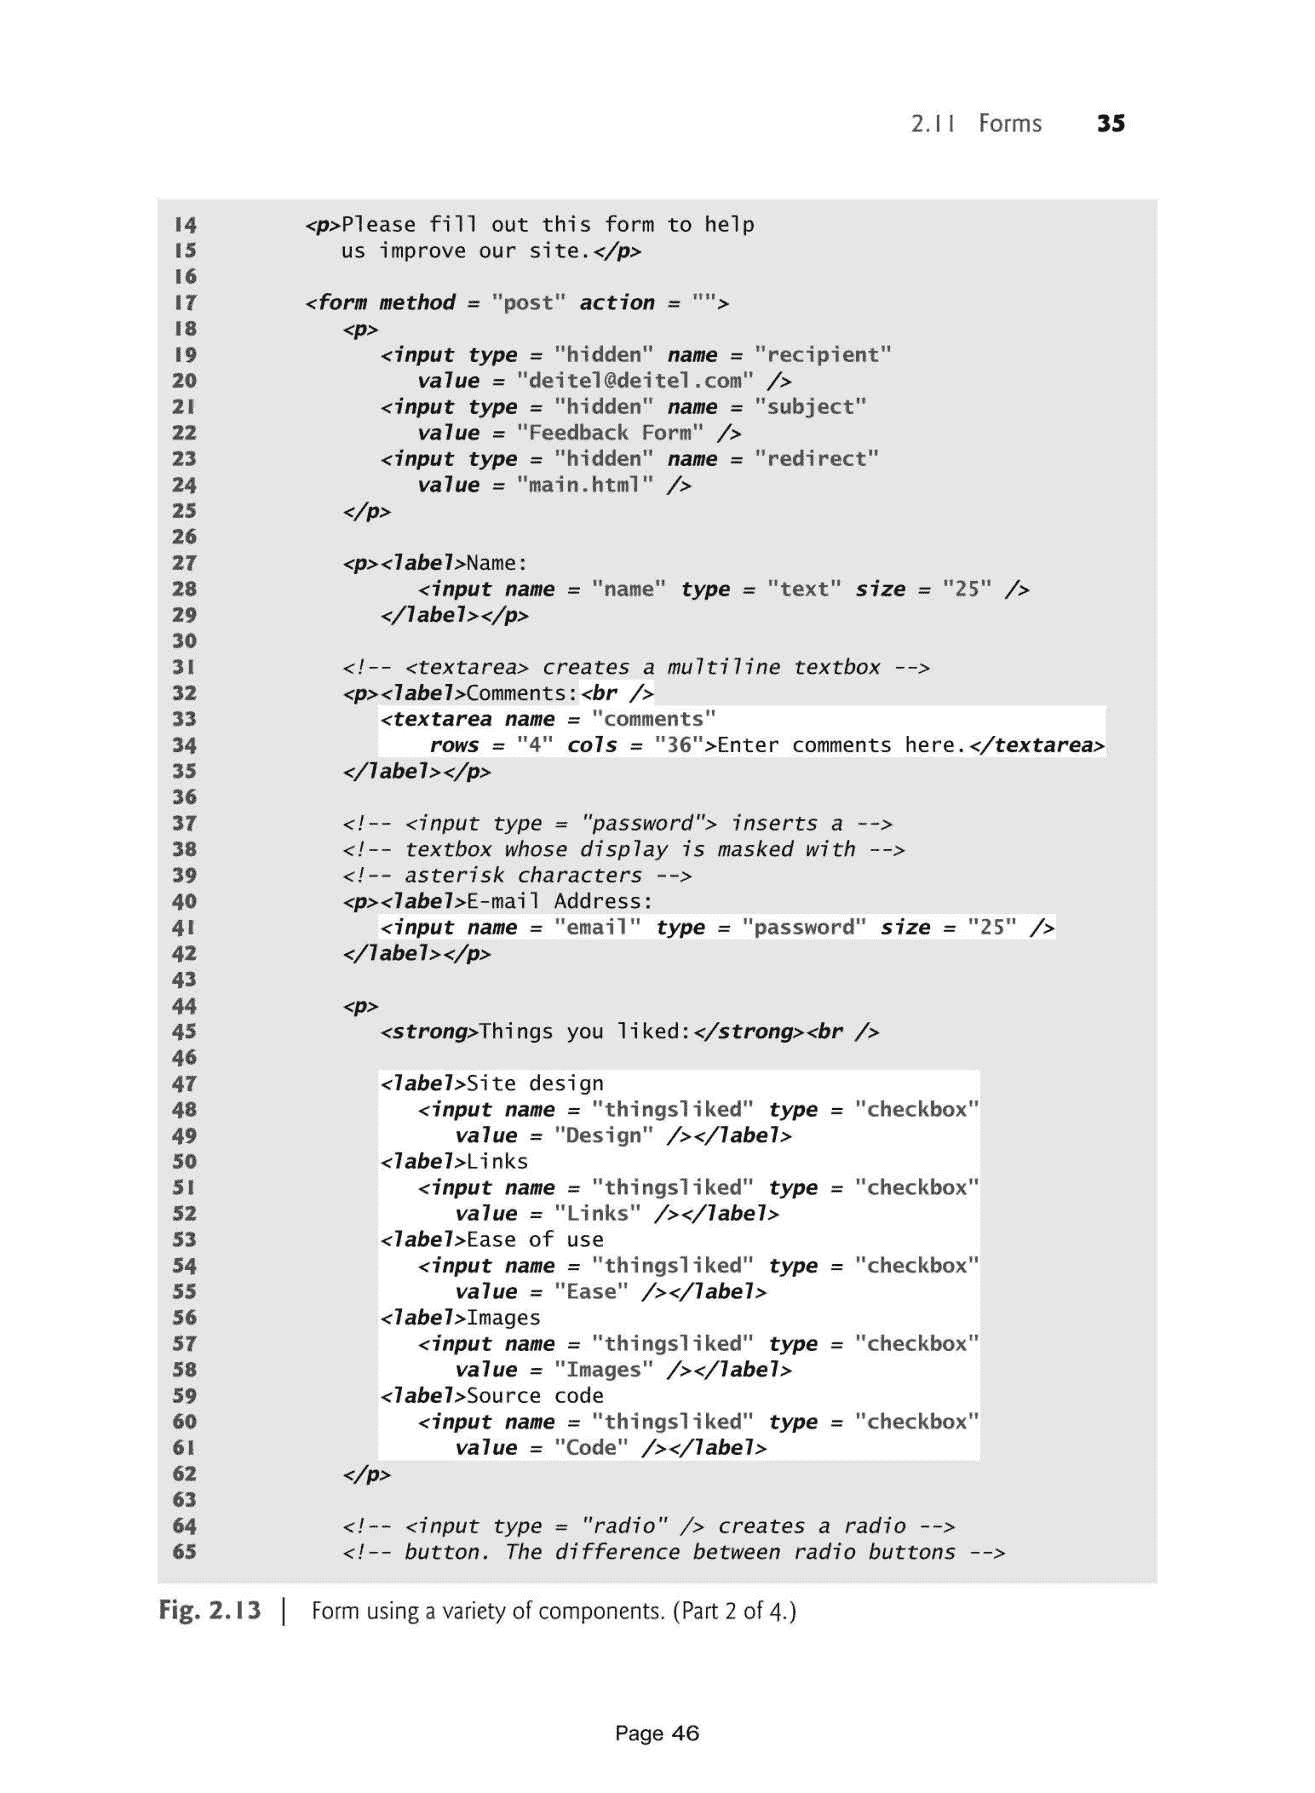 2.11 Forms 35
14 <p>Please fill out this form to help
15 us improve our site.</p>
16
17 <form method = "post" action = "">
18 <p>
19 <input type = "hidden" name = "recipient"
20 value = "deitel@deitel.com" />
21 <input type = "hidden" name = "subject"
22 value = "Feedback Form" />
23 <input type = "hidden" name = "redirect"
24 value = "main.html" />
25 </p>
26
27 <p><label>Name:
28 <input name = "name" type = "text" size = "25" />
29 </label></p>
30
31 <!-- <textarea> creates a multiline textbox -->
32 <p><label>Comments:<br />
33 <textarea name = "comments"
34 rows = "4" cols = "36">Enter comments here.</textarea>
35 </label></p>
36
37 <!-- <input type = "password"> inserts a -->
38 <!-- textbox whose display is masked with -->
39 <!-- asterisk characters -->
40 <p><label>E-mail Address:
41 <input name = "email" type = "password" size = "25" />
42 </label></p>
43
44 <p>
45 <strong>Things you liked:</strong><br />
46
47 <label>Site design
48 <input name = "thingsliked" type = "checkbox"
49 value = "Design" /></label>
50 <label>Links
51 <input name = "thingsliked" type = "checkbox"
52 value = "Links" /></label>
53 <label>Ease of use
54 <input name = "thingsliked" type = "checkbox"
55 value = "Ease" /></label>
56 <label>Images
57 <input name = "thingsliked" type = "checkbox"
58 value = "Images" /></label>
59 <label>Source code
60 <input name = "thingsliked" type = "checkbox"
61 value = "Code" /></label>
62 </p>
63
64 <!-- <input type = "radio" /> creates a radio -->
65 <!-- button. The difference between radio buttons -->
Fig. 2.13 | Form using a variety of components. (Part 2 of 4.)
Page 46